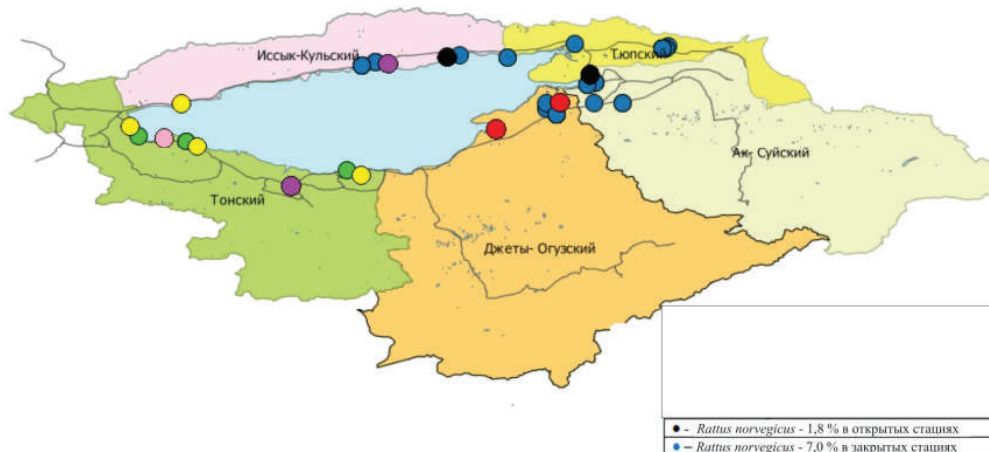 Иссык-Кульский
Тюпский
Ак- Суйский
Тонский
Джеты- Огузский
● - Rattus norvegicus - 1,8 % в открытых стациях
● – Rattus norvegicus - 7,0 % в закрытых стациях